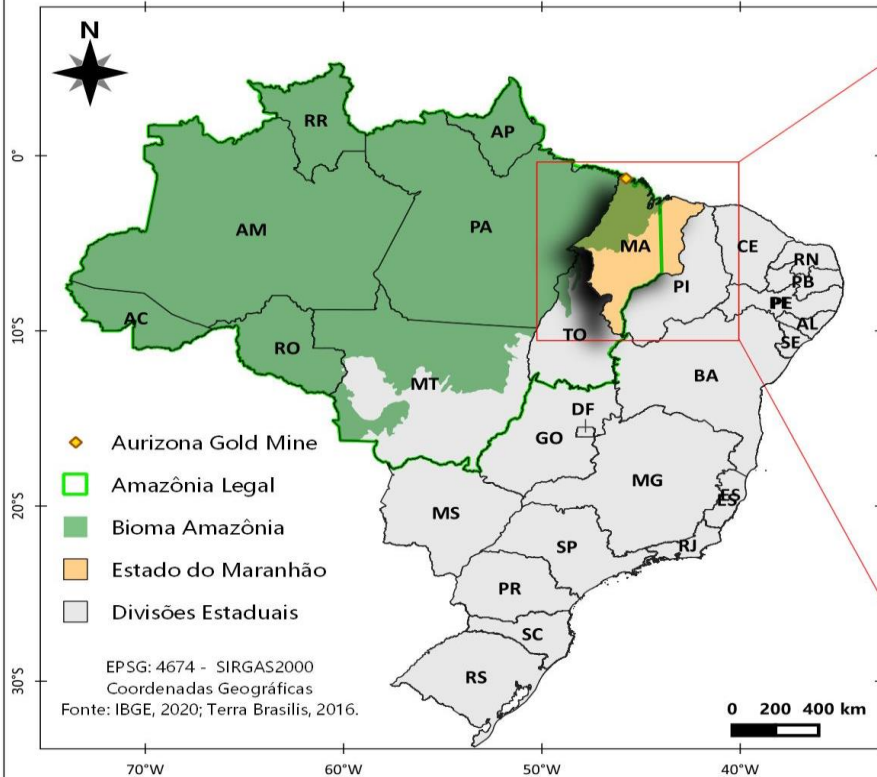 N
RR
AP
0°
AM
PA
MA
CE
RN
PB
PI
PE
AC
AL
10°S
TO
SE
RO
BA
MT
DF
GO
Aurizona Gold Mine
Amazônia Legal
MG
20°S
ES
ES
MS
Bioma Amazônia
SP
RJ
Estado do Maranhão
PR
Divisões Estaduais
SC
EPSG: 4674 - SIRGAS2000
RS
30°S
Coordenadas Geográficas
Fonte: IBGE, 2020; Terra Brasilis, 2016.
0 200 400 km
70°W 60°W 50°W 40°W